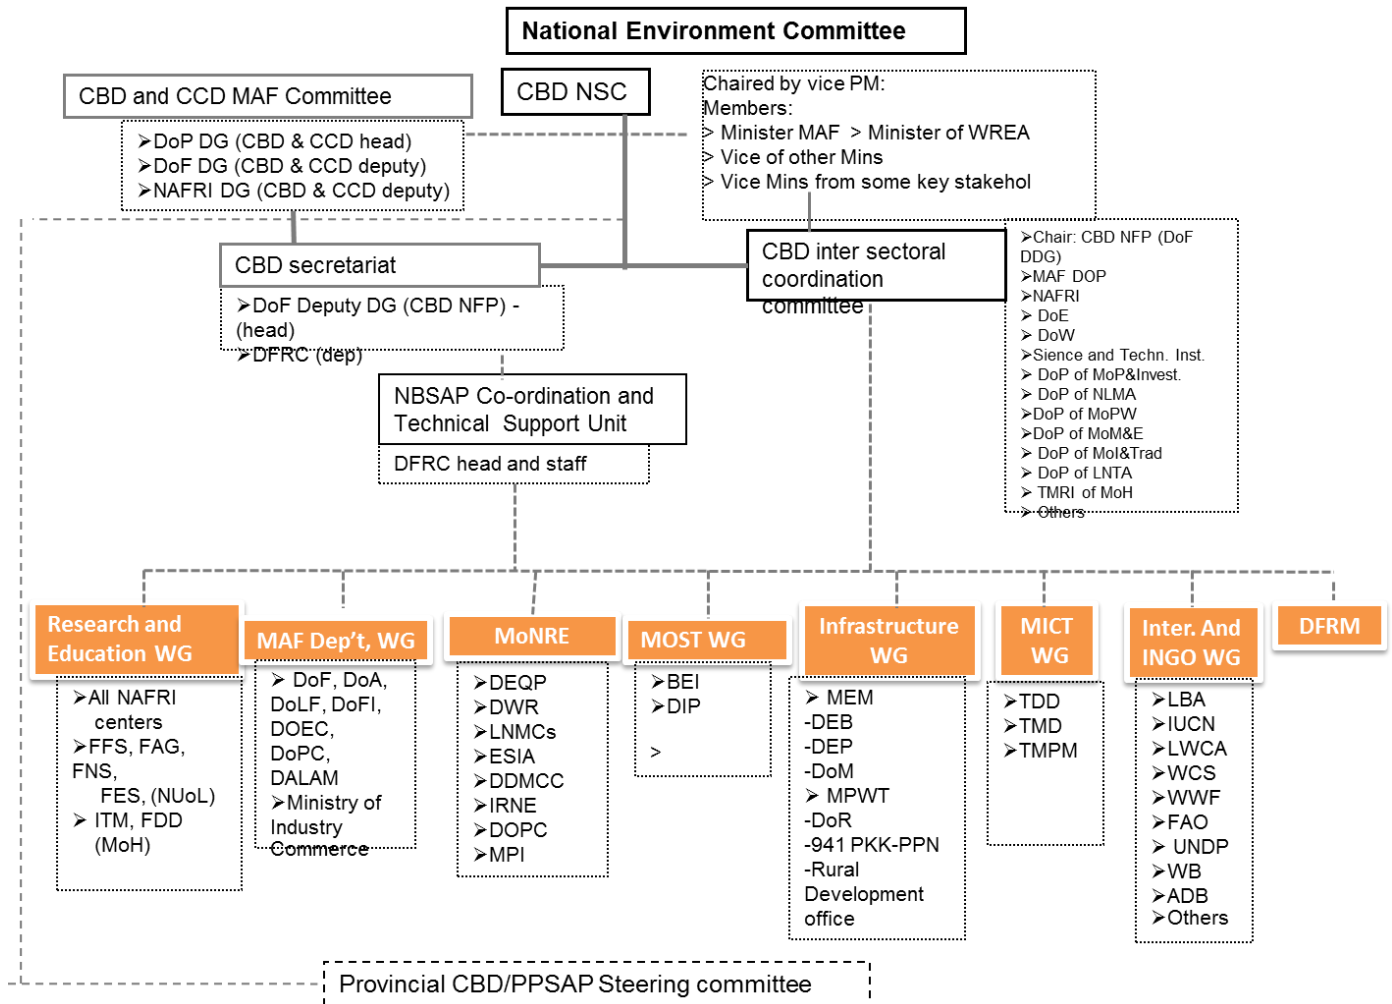 National Environment Committee
CBD and CCD MAF Committee
➢DoP DG (CBD & CCD head)
➢DoF DG (CBD & CCD deputy)
➢NAFRI DG (CBD & CCD deputy)
CBD NSC
Chaired by vice PM:
Members:
> Minister MAF > Minister of WREA
> Vice of other Mins
> Vice Mins from some key stakehol
CBD secretariat
➢DoF Deputy DG (CBD NFP) -
(head)
➢DFRC (dep)
CBD inter sectoral
coordination
committee
➢Chair: CBD NFP (DoF
DDG)
➢MAF DOP
➢NAFRI
➢ DoE
➢ DoW
➢Sience and Techn. Inst.
➢ DoP of MoP&Invest.
➢ DoP of NLMA
➢DoP of MoPW
➢DoP of MoM&E
➢ DoP of MoI&Trad
➢ DoP of LNTA
➢ TMRI of MoH
➢ Others
NBSAP Co-ordination and
Technical Support Unit
DFRC head and staff
Research and
Education WG
➢All NAFRI
centers
➢FFS, FAG,
FNS,
FES, (NUoL)
➢ ITM, FDD
(MoH)
MAF Dep't, WG
➢ DoF, DoA,
DoLF, DoFI,
DOEC,
DoPC,
DALAM
➢Ministry of
Industry
Commerce
MoNRE
➢DEQP
➢DWR
➢LNMCs
➢ESIA
➢DDMCC
➢IRNE
➢DOPC
➢MPI
MOST WG
➢BEI
➢DIP
>
Infrastructure
WG
➢ MEM
-DEB
-DEP
-DoM
➢ MPWT
-DoR
-941 PKK-PPN
-Rural
Development
office
MICT
WG
➢TDD
➢TMD
➢TMPM
Inter. And
INGO WG
➢LBA
➢IUCN
➢LWCA
➢WCS
➢WWF
➢FAO
➢ UNDP
➢WB
➢ADB
➢Others
DFRM
Provincial CBD/PPSAP Steering committee